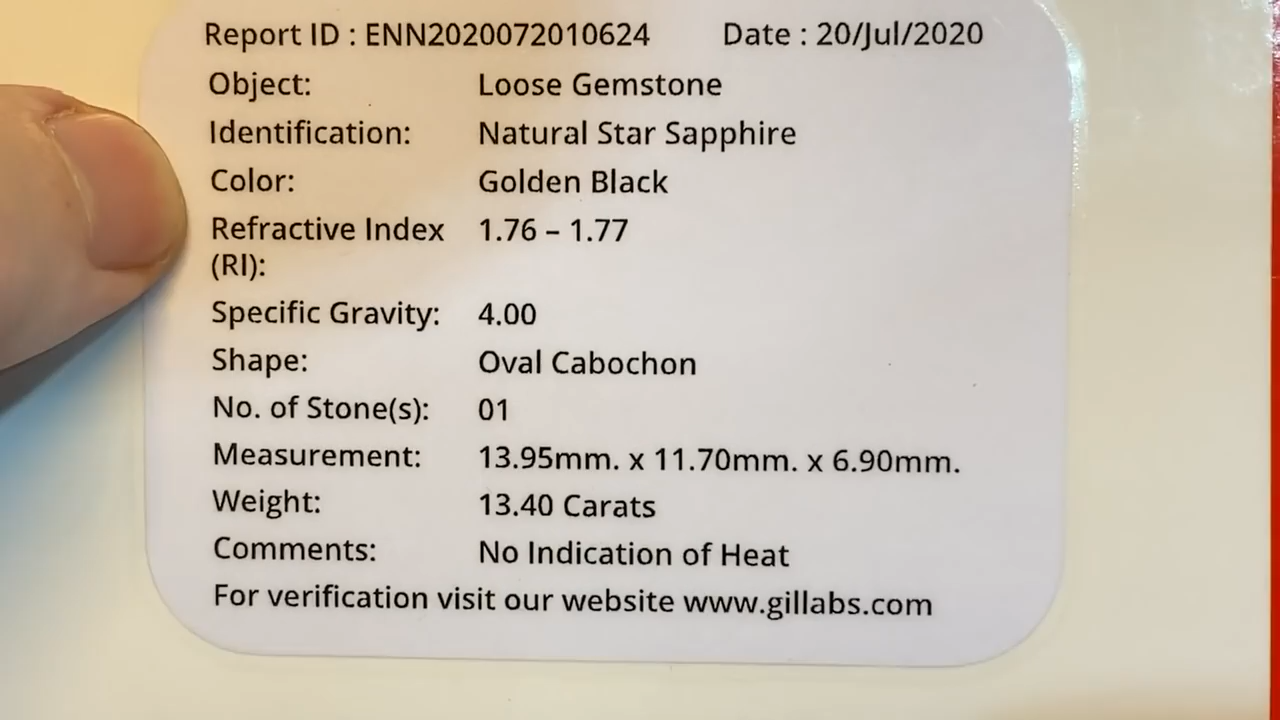 Report ID : ENN2020072010624 Date : 20/Jul/2020
Object: Loose Gemstone
Identification: Natural Star Sapphire
Color: Golden Black
Refractive Index 1.76 – 1.77
(RI):
Specific Gravity: 4.00
Shape: Oval Cabochon
No. of Stone(s): 01
Measurement: 13.95mm. x 11.70mm. x 6.90mm.
Weight: 13.40 Carats
Comments: No Indication of Heat
For verification visit our website www.gillabs.com